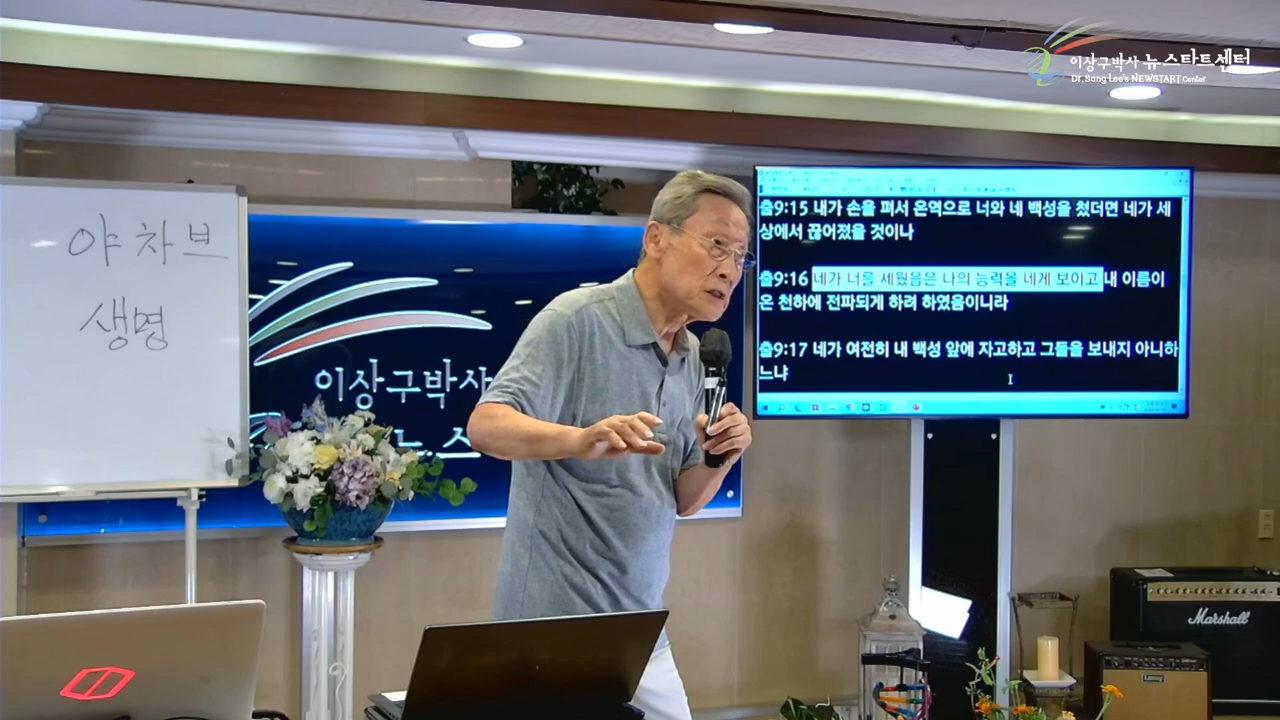 이상구박사 뉴스타트센터
Dr. Sang Lee's NEWSTART Center
야차브
생명
이상구박사
뉴스
출9:15 내가 손을 펴서 온역으로 너와 네 백성을 쳤더면 네가 세
상에서 끊어졌을 것이나
출9:16 네가 너를 세웠음은 나의 능력을 네게 보이고 내 이름이
온 천하에 전파되게 하려 하였음이니라
출9:17 네가 여전히 내 백성 앞에 자고하고 그들을 보내지 아니하
느냐
Marshall
Laney